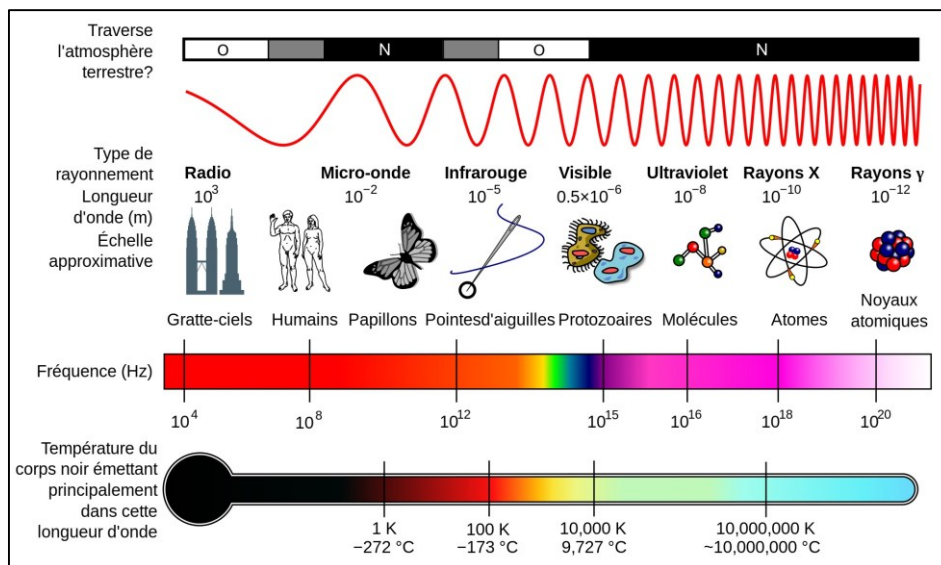 Traverse
l'atmosphère
terrestre?
O N O N
Type de
rayonnement
Radio Micro-onde Infrarouge Visible Ultraviolet Rayons X Rayons γ
Longueur
d'onde (m)
10³ 10⁻² 10⁻⁵ 0.5×10⁻⁶ 10⁻⁸ 10⁻¹⁰ 10⁻¹²
Échelle
approximative
Gratte-ciels Humains Papillons Pointesd'aiguilles Protozoaires Molécules Atomes Noyaux
atomiques
Fréquence (Hz)
10⁴ 10⁸ 10¹² 10¹⁵ 10¹⁶ 10¹⁸ 10²⁰
Température du
corps noir émettant
principalement
dans cette
longueur d'onde
1 K 100 K 10,000 K 10,000,000 K
−272 °C −173 °C 9,727 °C ~10,000,000 °C